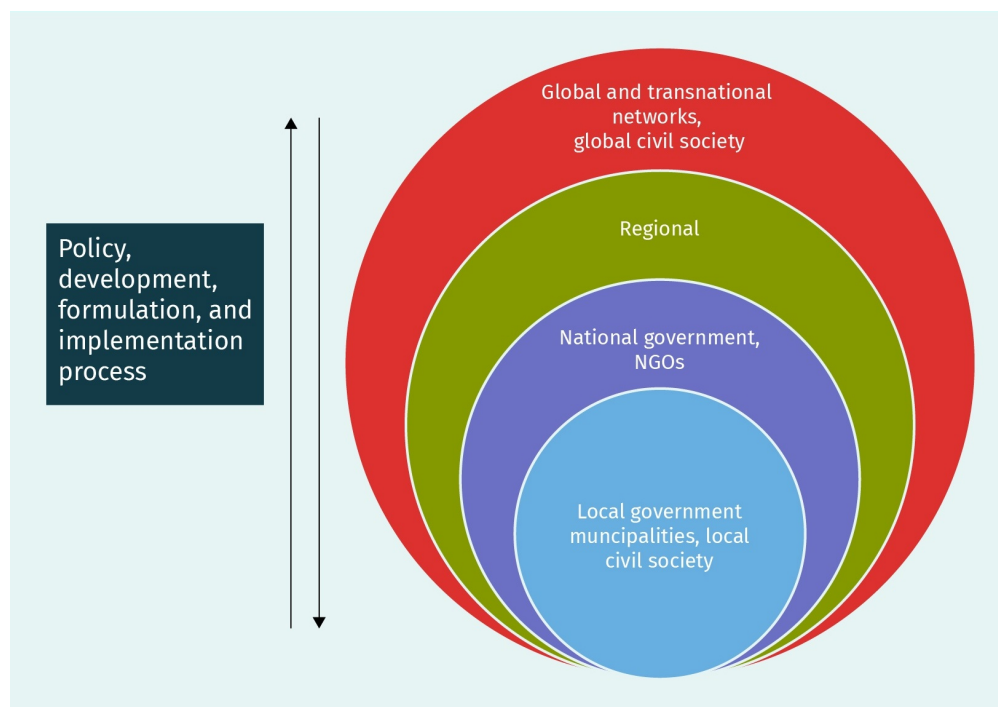 Global and transnational
networks,
global civil society
Regional
Policy,
development,
formulation, and
implementation
process
National government,
NGOs
Local government
muncipalities, local
civil society